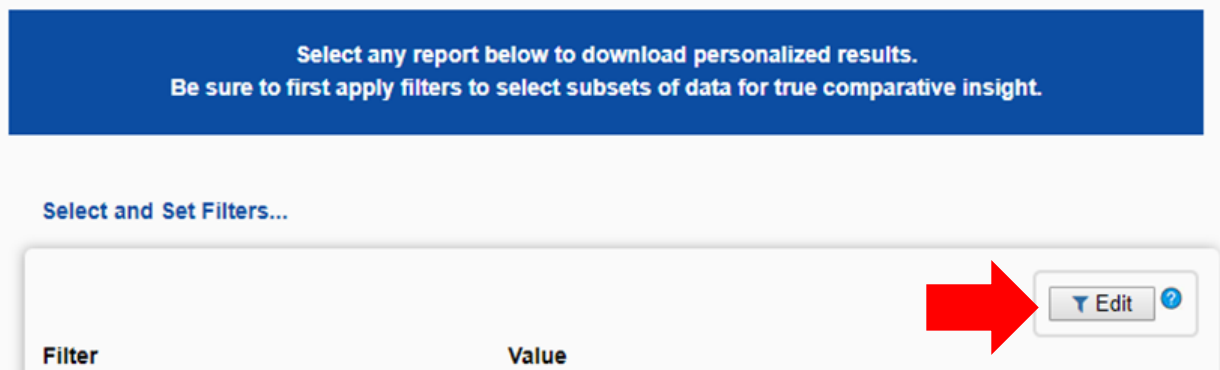 Select any report below to download personalized results.
Be sure to first apply filters to select subsets of data for true comparative insight.
Select and Set Filters...
Edit ?
Filter Value